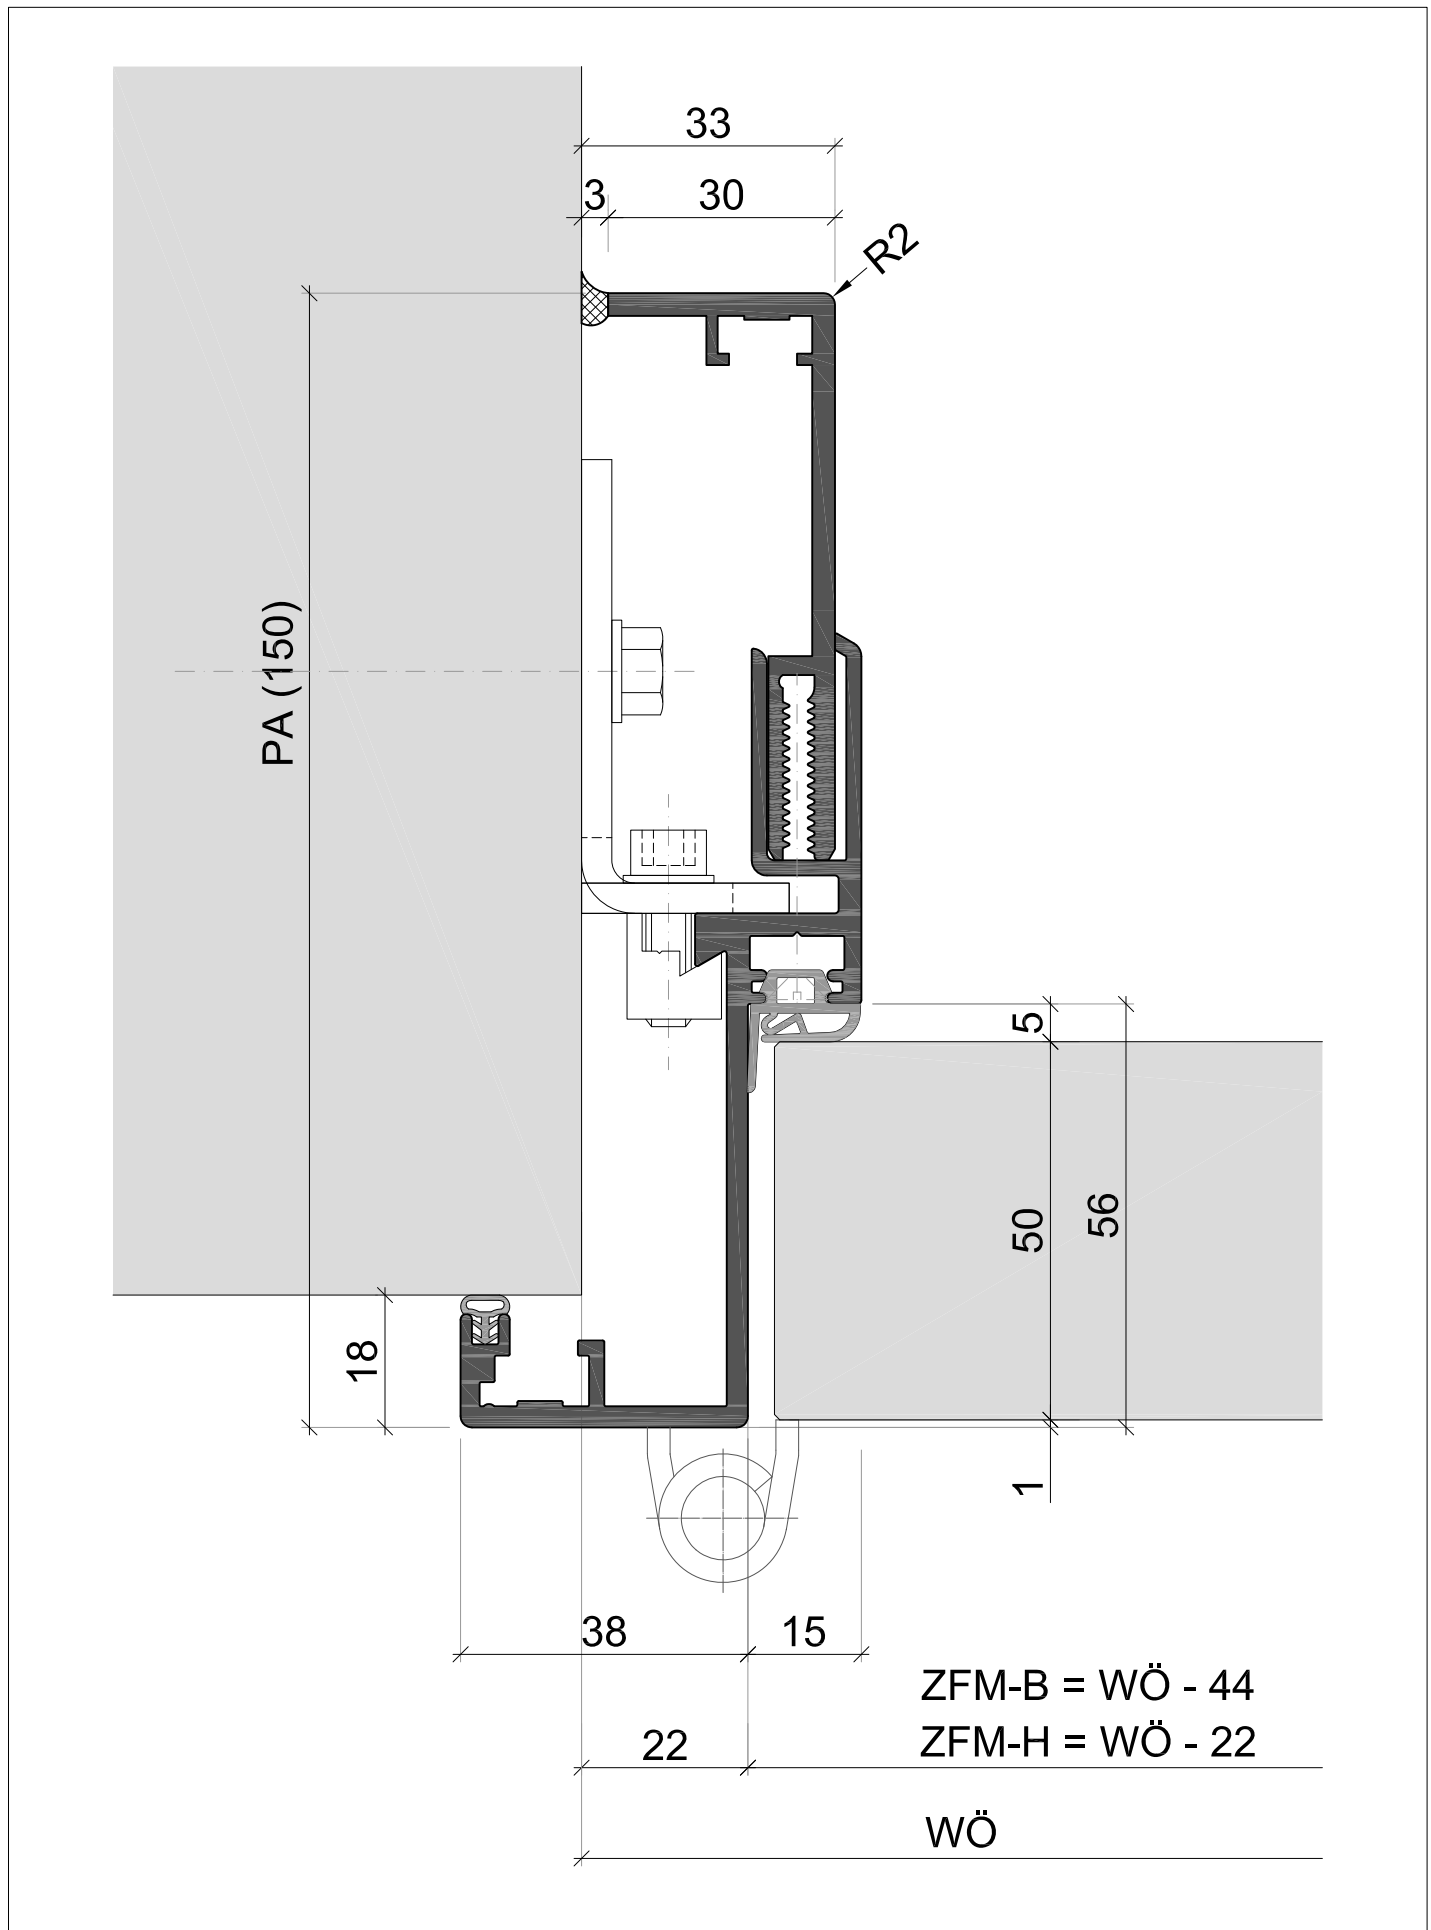 33
3
30
R2
PA (150)
5
50
56
18
1
38
15
ZFM-B = WÖ - 44
ZFM-H = WÖ - 22
22
WÖ